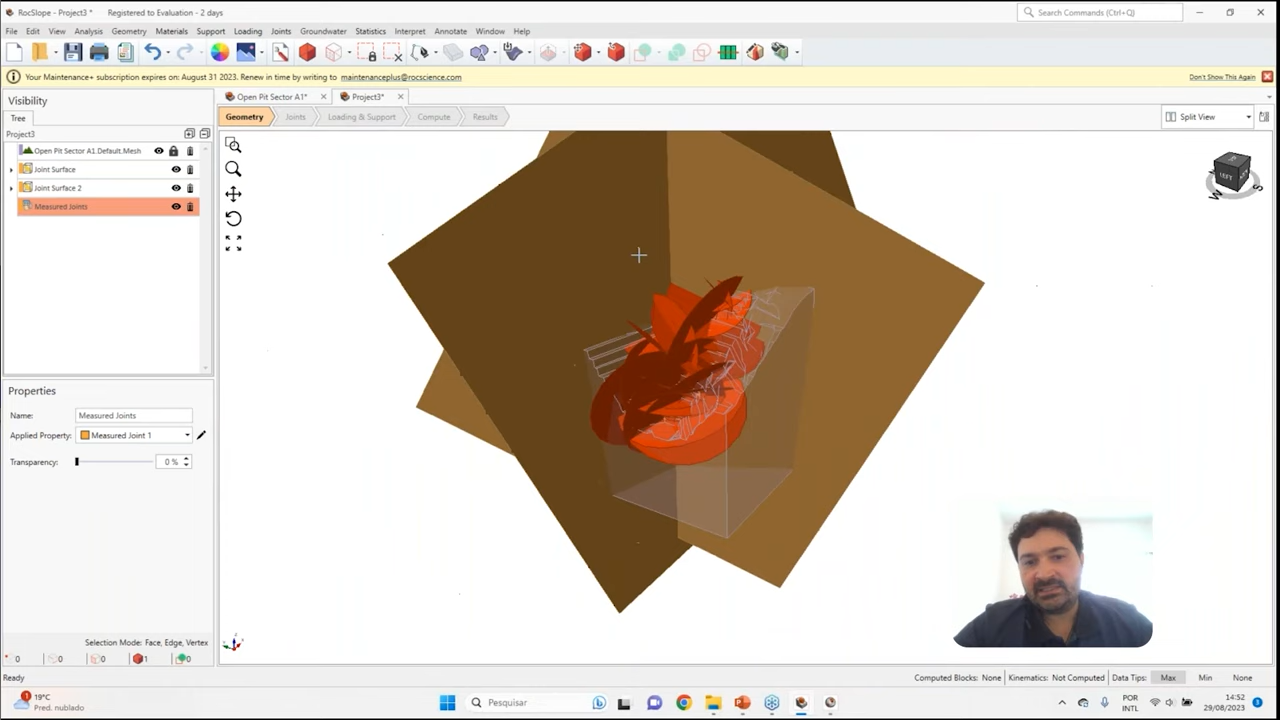 RocSlope - Project3 * Registered to Evaluation - 2 days Search Commands (Ctrl+Q)
File Edit View Analysis Geometry Materials Support Loading Joints Groundwater Statistics Interpret Annotate Window Help
Your Maintenance+ subscription expires on: August 31 2023. Renew in time by writing to maintenanceplus@rocscience.com Don't Show This Again
Visibility
Open Pit Sector A1* Project3*
Tree
Geometry Joints Loading & Support Compute Results Split View
Project3
Open Pit Sector A1.Default.Mesh
Joint Surface
Joint Surface 2
Measured Joints
LEFT
W S
Properties
Name: Measured Joints
Applied Property: Measured Joint 1
Transparency: 0 %
Selection Mode: Face, Edge, Vertex
0 0 0 1 0
Ready Computed Blocks: None Kinematics: Not Computed Data Tips: Max Min None
1 19°C
Pred. nublado
Pesquisar
POR
INTL
14:52
29/08/2023